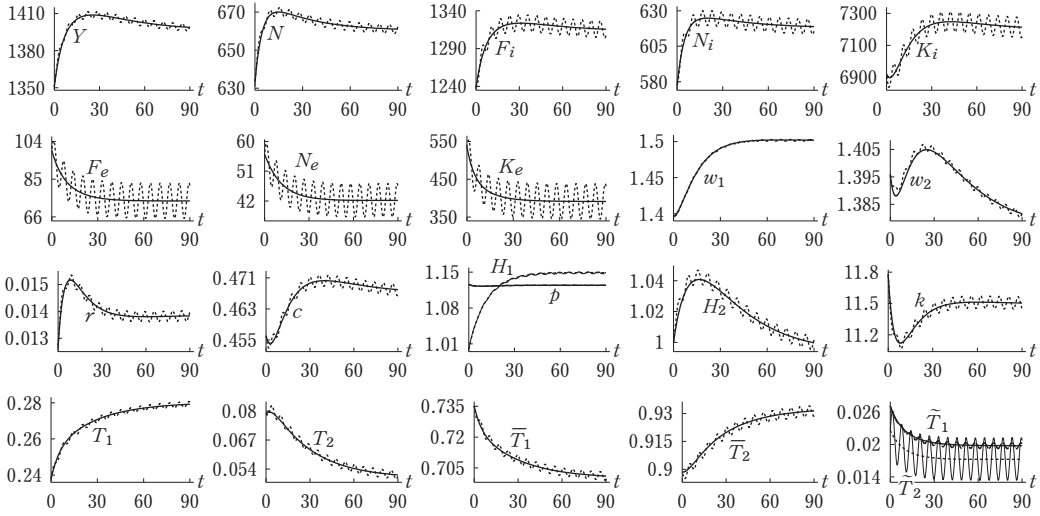 1410 1380 1350 Y 0 30 60 90 t
670 660 650 640 630 N 0 30 60 90 t
1340 1320 1300 1280 1260 1240 F_i 0 30 60 90 t
630 605 580 N_i 0 30 60 90 t
7300 7100 6900 K_i 0 30 60 90 t
104 85 66 F_e 0 30 60 90 t
60 51 42 N_e 0 30 60 90 t
550 500 450 400 350 K_e 0 30 60 90 t
1.5 1.45 1.4 w_1 0 30 60 90 t
1.405 1.395 1.385 w_2 0 30 60 90 t
0.015 0.014 0.013 r 0 30 60 90 t
0.471 0.463 0.455 c 0 30 60 90 t
1.15 1.08 1.01 H_1 p 0 30 60 90 t
1.04 1.02 1 H_2 0 30 60 90 t
11.8 11.5 11.2 k 0 30 60 90 t
0.28 0.26 0.24 T_1 0 30 60 90 t
0.08 0.067 0.054 T_2 0 30 60 90 t
0.735 0.72 0.705 T̅_1 0 30 60 90 t
0.93 0.915 0.9 T̅_2 0 30 60 90 t
0.026 0.02 0.014 T̃_1 T̃_2 0 30 60 90 t